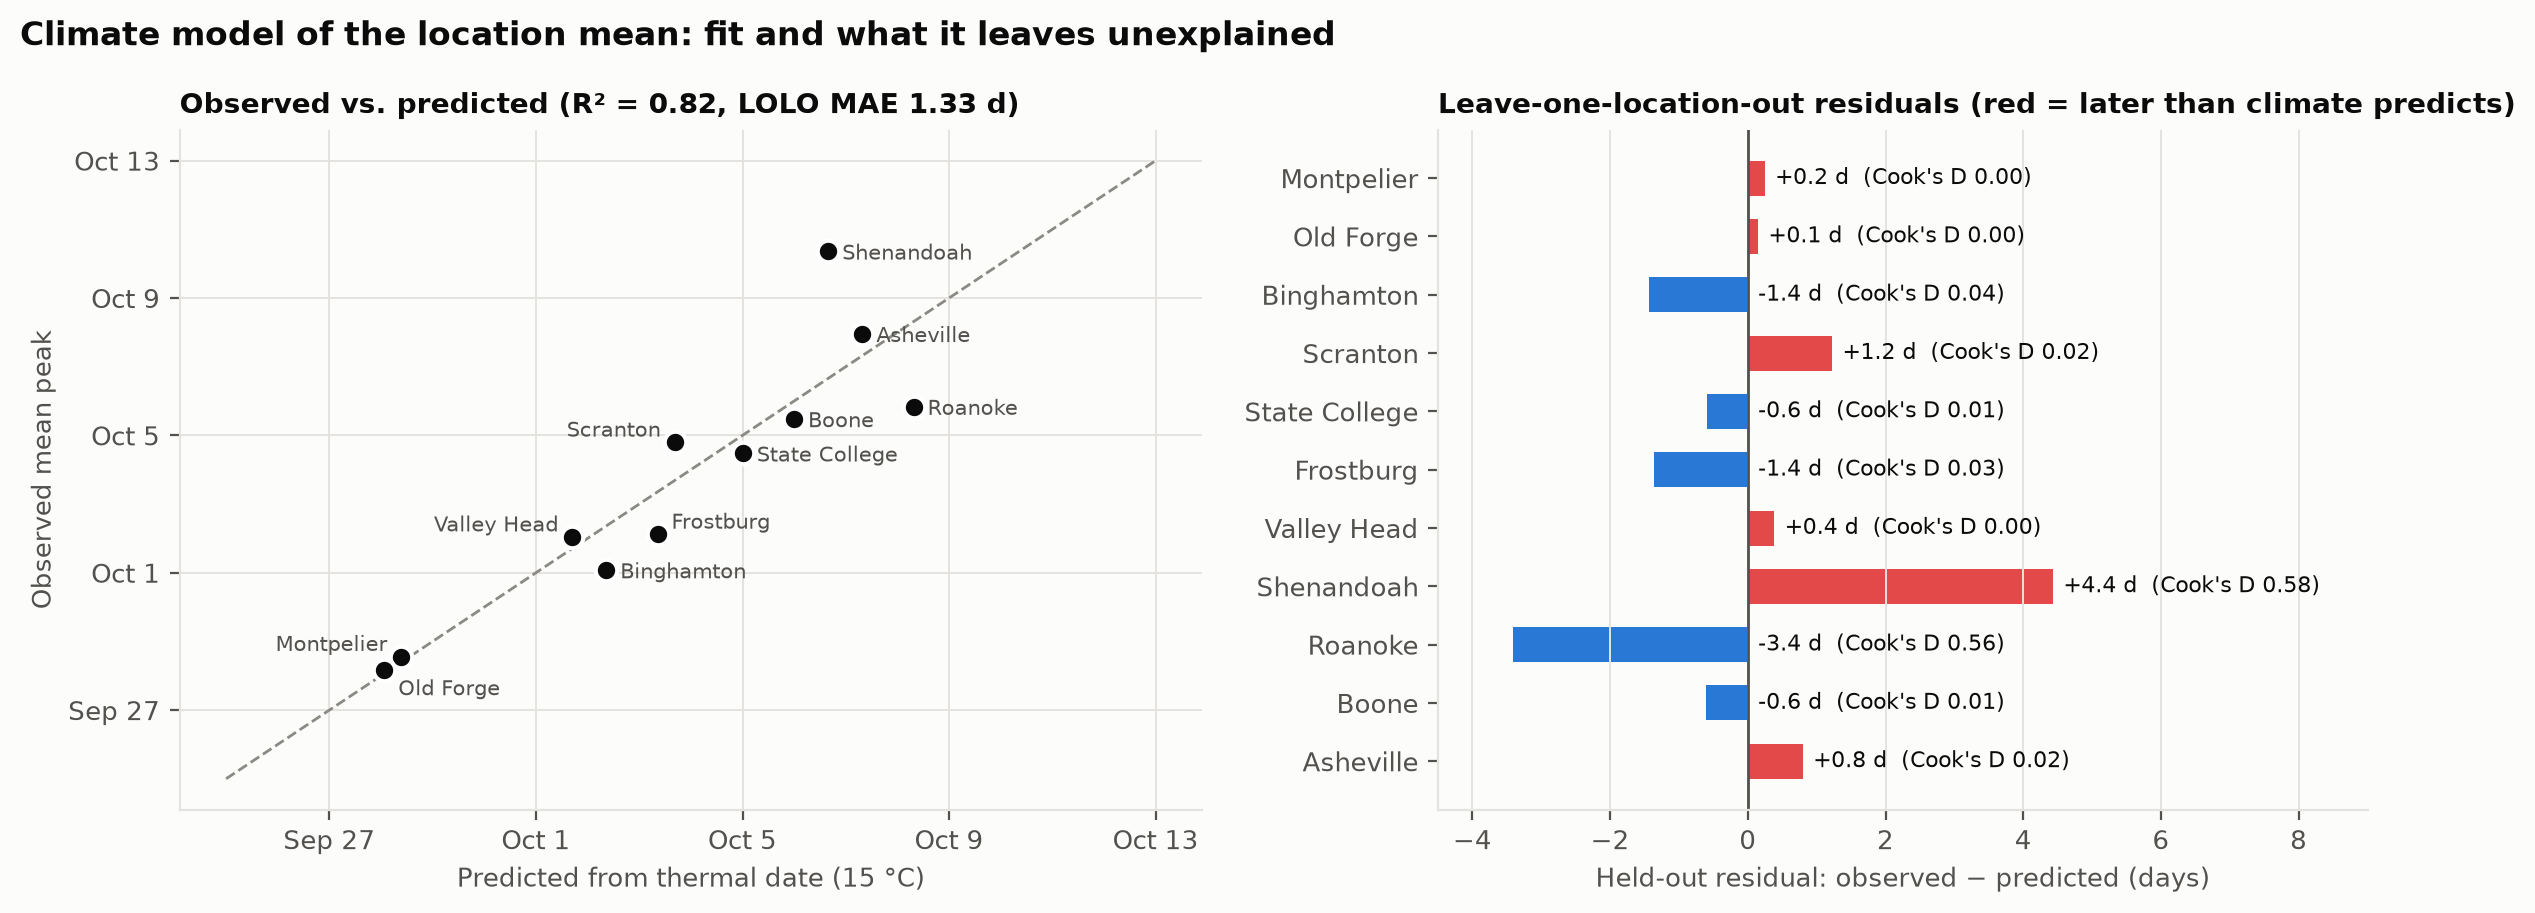 Climate model of the location mean: fit and what it leaves unexplained
Observed vs. predicted (R² = 0.82, LOLO MAE 1.33 d)
Observed mean peak
Oct 13
Oct 9
Oct 5
Oct 1
Sep 27
Shenandoah
Asheville
Roanoke
Boone
Scranton
State College
Valley Head
Frostburg
Binghamton
Montpelier
Old Forge
Sep 27
Oct 1
Oct 5
Oct 9
Oct 13
Predicted from thermal date (15 °C)
Leave-one-location-out residuals (red = later than climate predicts)
Montpelier +0.2 d (Cook's D 0.00)
Old Forge +0.1 d (Cook's D 0.00)
Binghamton -1.4 d (Cook's D 0.04)
Scranton +1.2 d (Cook's D 0.02)
State College -0.6 d (Cook's D 0.01)
Frostburg -1.4 d (Cook's D 0.03)
Valley Head +0.4 d (Cook's D 0.00)
Shenandoah +4.4 d (Cook's D 0.58)
Roanoke -3.4 d (Cook's D 0.56)
Boone -0.6 d (Cook's D 0.01)
Asheville +0.8 d (Cook's D 0.02)
−4
−2
0
2
4
6
8
Held-out residual: observed − predicted (days)